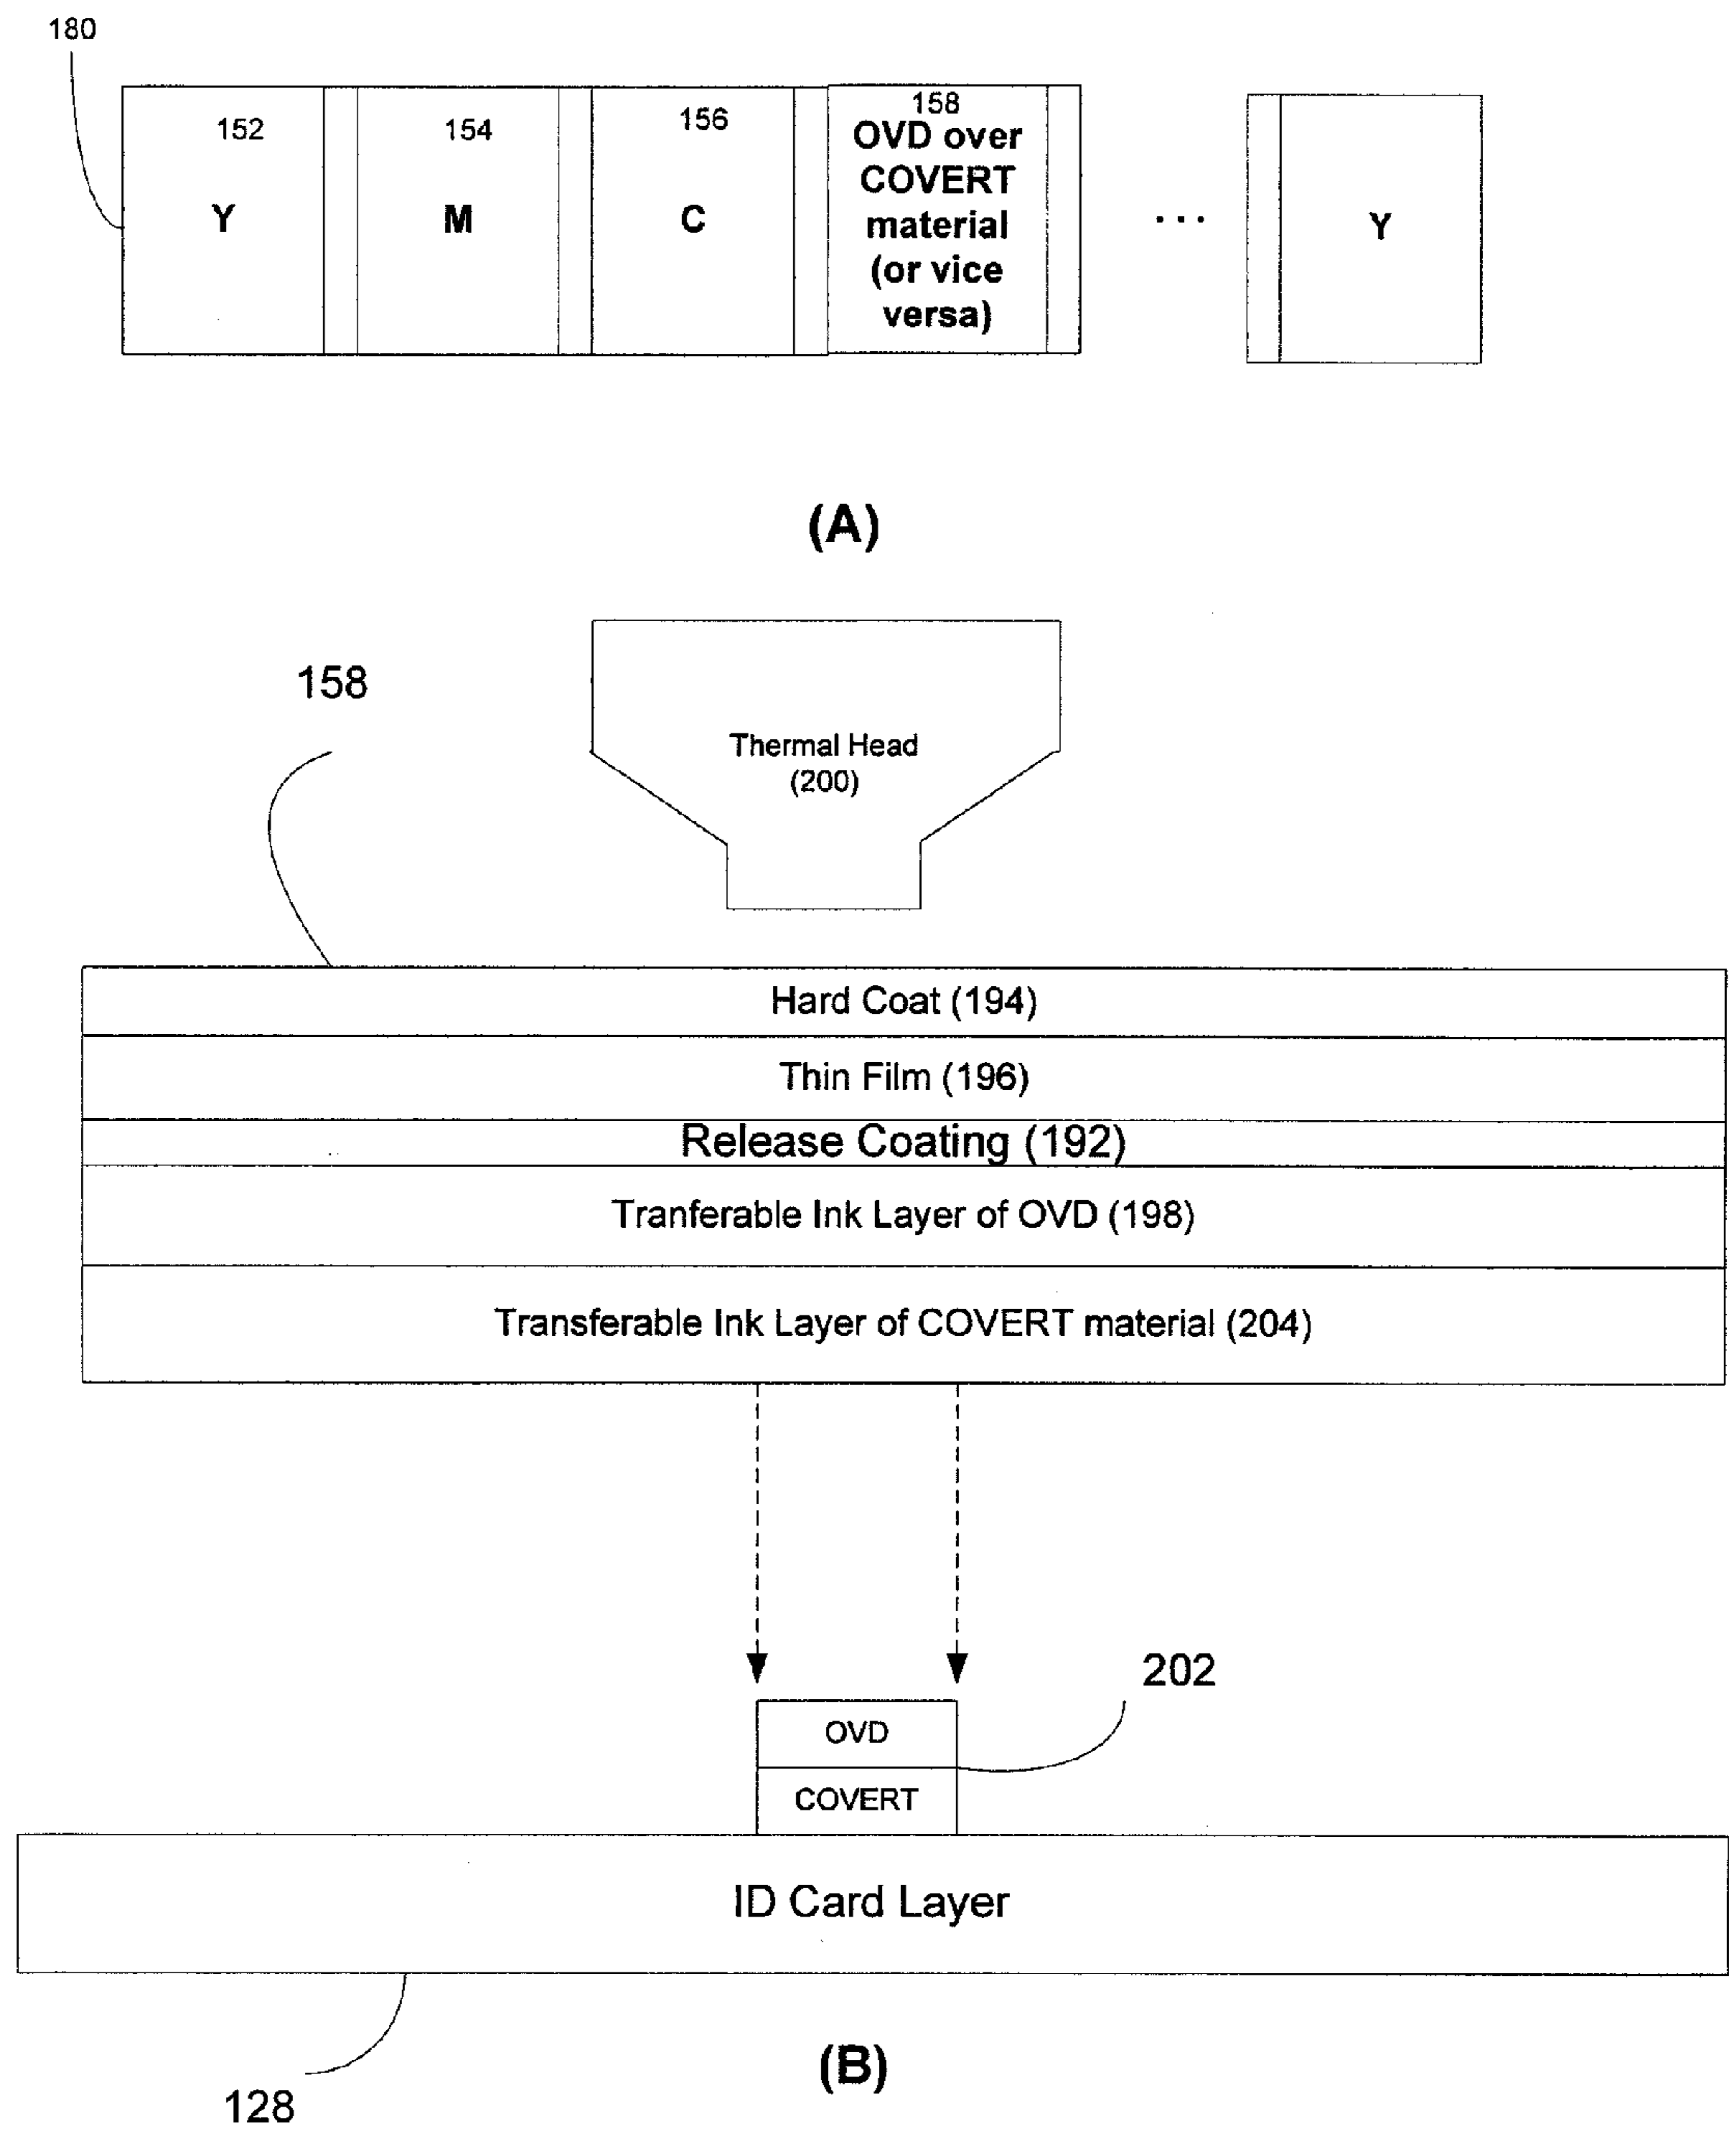 180
152
154
156
158
OVD over
COVERT
material
(or vice
versa)
Y
M
C
...
Y
(A)
158
Thermal Head
(200)
Hard Coat (194)
Thin Film (196)
Release Coating (192)
Tranferable Ink Layer of OVD (198)
Transferable Ink Layer of COVERT material (204)
202
OVD
COVERT
ID Card Layer
(B)
128